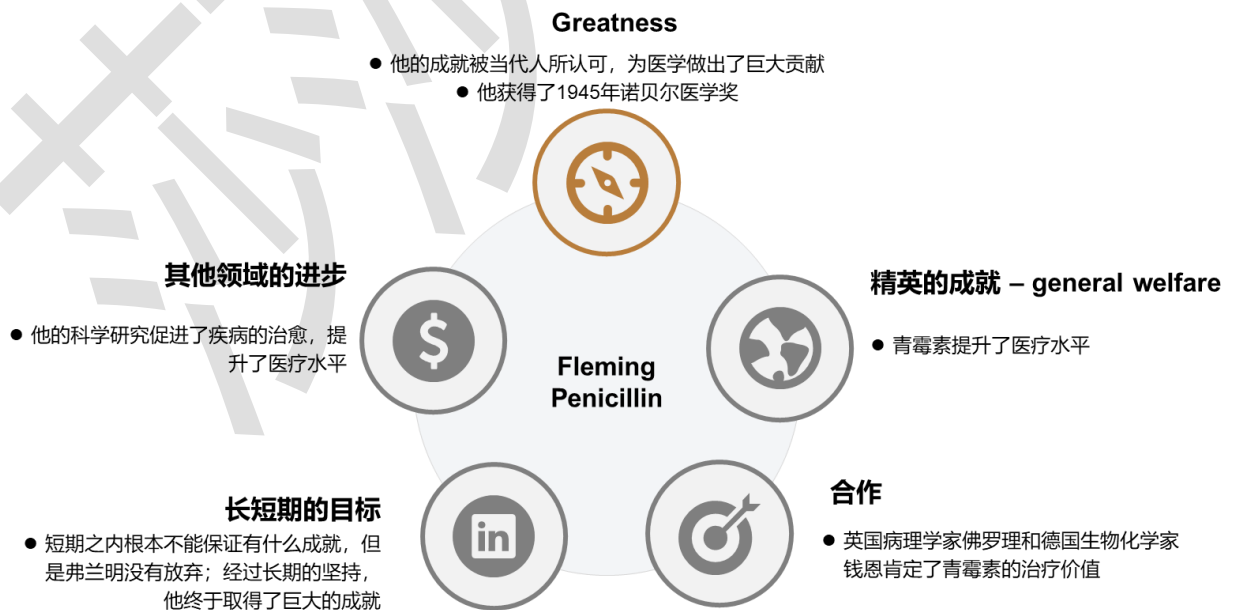 Greatness
● 他的成就被当代人所认可，为医学做出了巨大贡献
● 他获得了1945年诺贝尔医学奖
其他领域的进步
● 他的科学研究促进了疾病的治愈，提
升了医疗水平
精英的成就 – general welfare
● 青霉素提升了医疗水平
Fleming
Penicillin
长短期的目标
● 短期之内根本不能保证有什么成就，但
是弗兰明没有放弃；经过长期的坚持，
他终于取得了巨大的成就
in
合作
● 英国病理学家佛罗理和德国生物化学家
钱恩肯定了青霉素的治疗价值
$